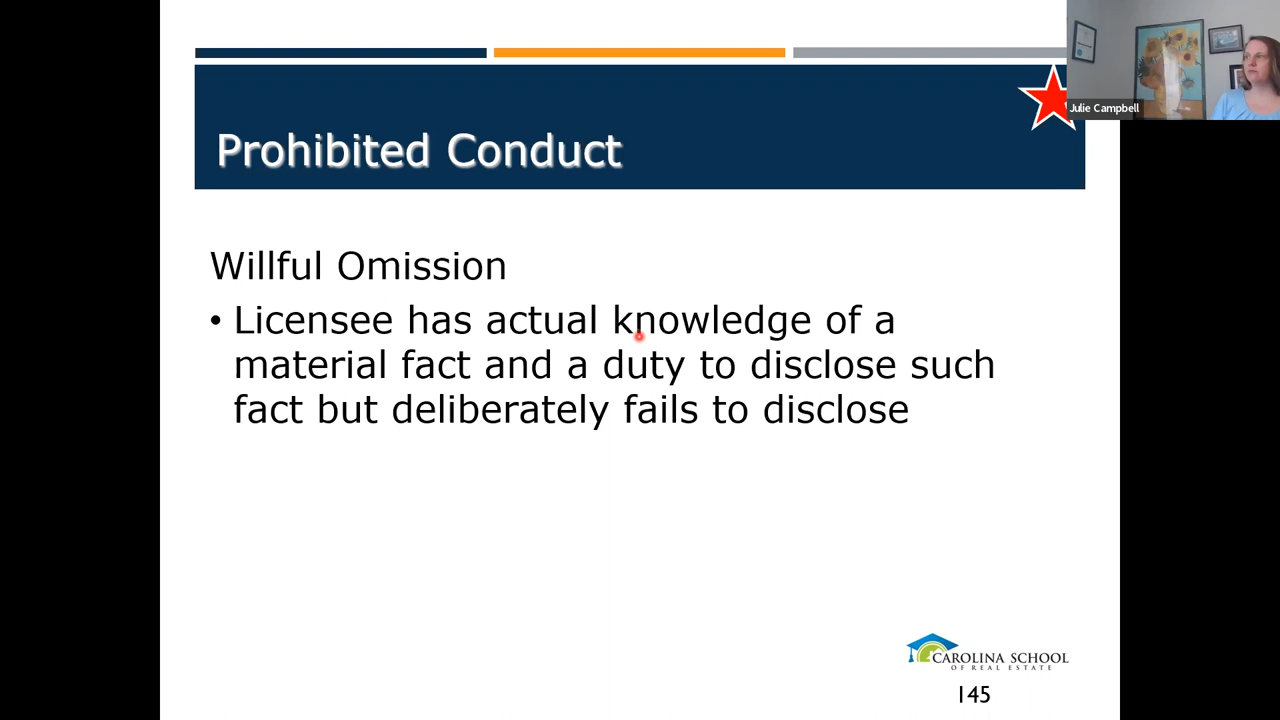 Julie Campbell
Prohibited Conduct
Willful Omission
• Licensee has actual knowledge of a
material fact and a duty to disclose such
fact but deliberately fails to disclose
CAROLINA SCHOOL
OF REAL ESTATE
145